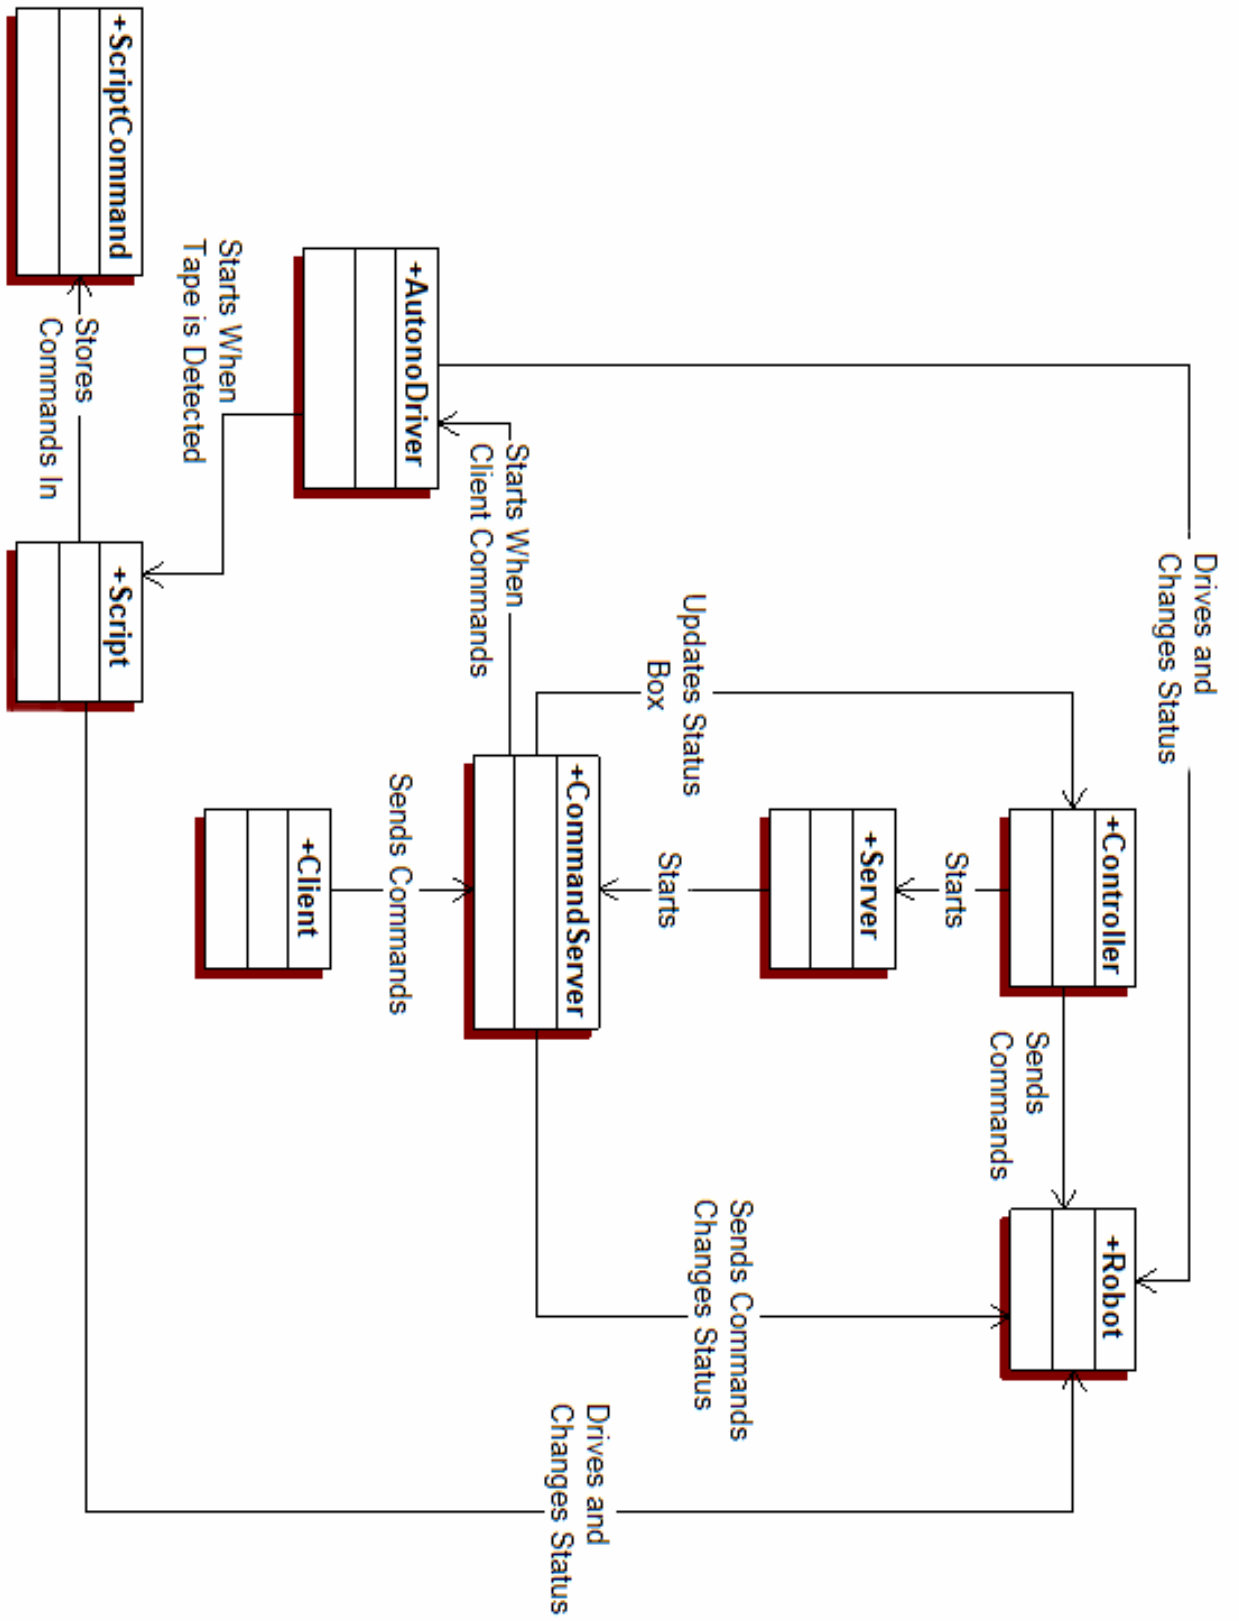 Drives and
Changes Status
+Controller
Sends
Commands
+Robot
Starts
+Server
Updates Status
Box
Starts
Sends Commands
Changes Status
+AutonoDriver
Starts When
Client Commands
+CommandServer
Drives and
Changes Status
Sends Commands
+Client
Starts When
Tape is Detected
+ScriptCommand
Stores
Commands In
+Script